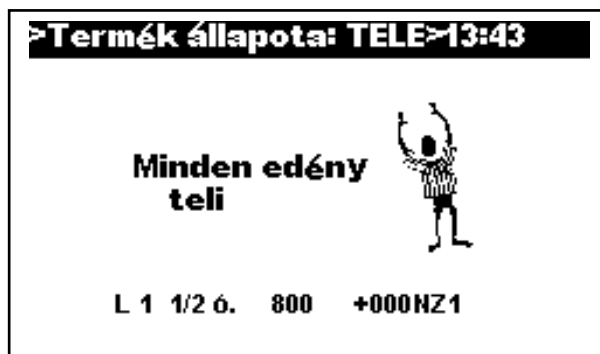 >Termék állapota: TELE>13:43
Minden edény
teli
L 1 1/2 ó. 800 +000NZ1